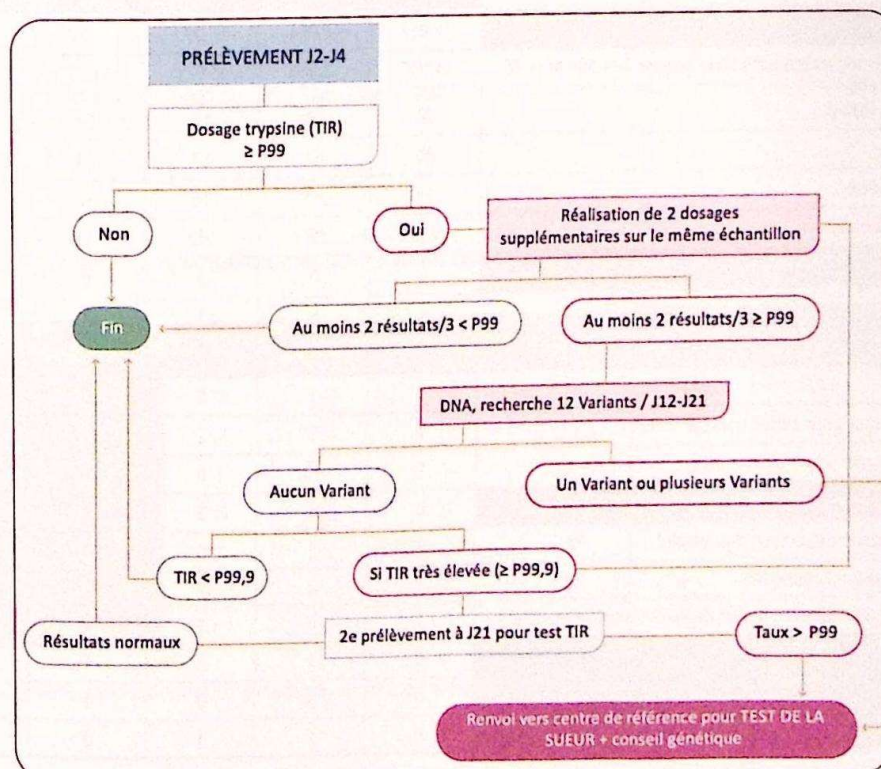 PRÉLÈVEMENT J2-J4
Dosage trypsine (TIR)
≥ P99
Non
Oui
Réalisation de 2 dosages
supplémentaires sur le même échantillon
Fin
Au moins 2 résultats/3 < P99
Au moins 2 résultats/3 ≥ P99
DNA, recherche 12 Variants / J12-J21
Aucun Variant
Un Variant ou plusieurs Variants
TIR < P99,9
Si TIR très élevée (≥ P99,9)
Résultats normaux
2e prélèvement à J21 pour test TIR
Taux > P99
Renvoi vers centre de référence pour TEST DE LA
SUEUR + conseil génétique